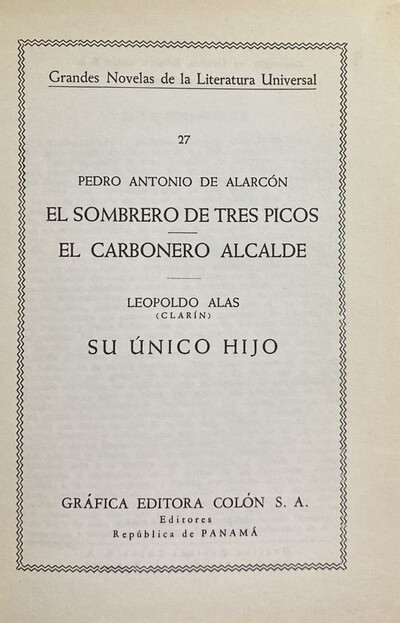 Grandes Novelas de la Literatura Universal
27
PEDRO ANTONIO DE ALARCÓN
EL SOMBRERO DE TRES PICOS
EL CARBONERO ALCALDE
LEOPOLDO ALAS
(CLARÍN)
SU ÚNICO HIJO
GRÁFICA EDITORA COLÓN S. A.
Editores
República de PANAMÁ